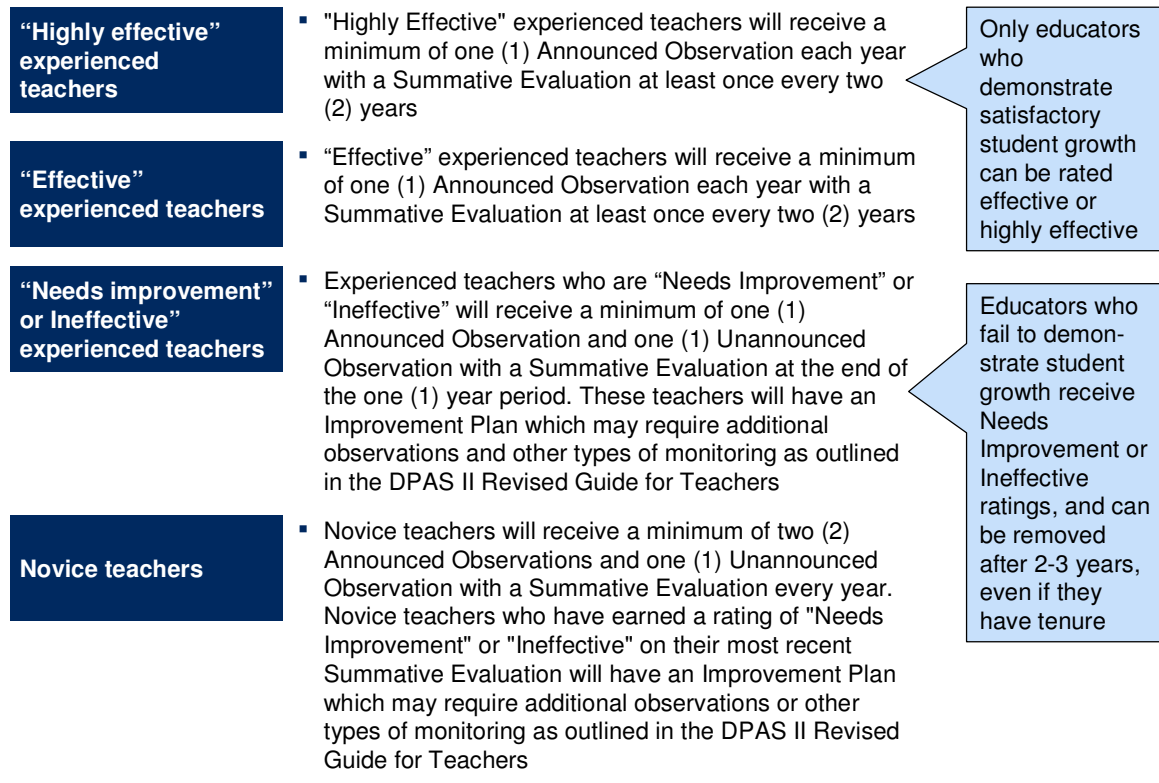 “Highly effective”
experienced
teachers
▪ "Highly Effective" experienced teachers will receive a
minimum of one (1) Announced Observation each year
with a Summative Evaluation at least once every two
(2) years
Only educators
who
demonstrate
satisfactory
student growth
can be rated
effective or
highly effective
“Effective”
experienced teachers
▪ “Effective” experienced teachers will receive a minimum
of one (1) Announced Observation each year with a
Summative Evaluation at least once every two (2) years
“Needs improvement”
or Ineffective”
experienced teachers
▪ Experienced teachers who are “Needs Improvement” or
“Ineffective” will receive a minimum of one (1)
Announced Observation and one (1) Unannounced
Observation with a Summative Evaluation at the end of
the one (1) year period. These teachers will have an
Improvement Plan which may require additional
observations and other types of monitoring as outlined
in the DPAS II Revised Guide for Teachers
Educators who
fail to demon-
strate student
growth receive
Needs
Improvement or
Ineffective
ratings, and can
be removed
after 2-3 years,
even if they
have tenure
Novice teachers
▪ Novice teachers will receive a minimum of two (2)
Announced Observations and one (1) Unannounced
Observation with a Summative Evaluation every year.
Novice teachers who have earned a rating of "Needs
Improvement" or "Ineffective" on their most recent
Summative Evaluation will have an Improvement Plan
which may require additional observations or other
types of monitoring as outlined in the DPAS II Revised
Guide for Teachers